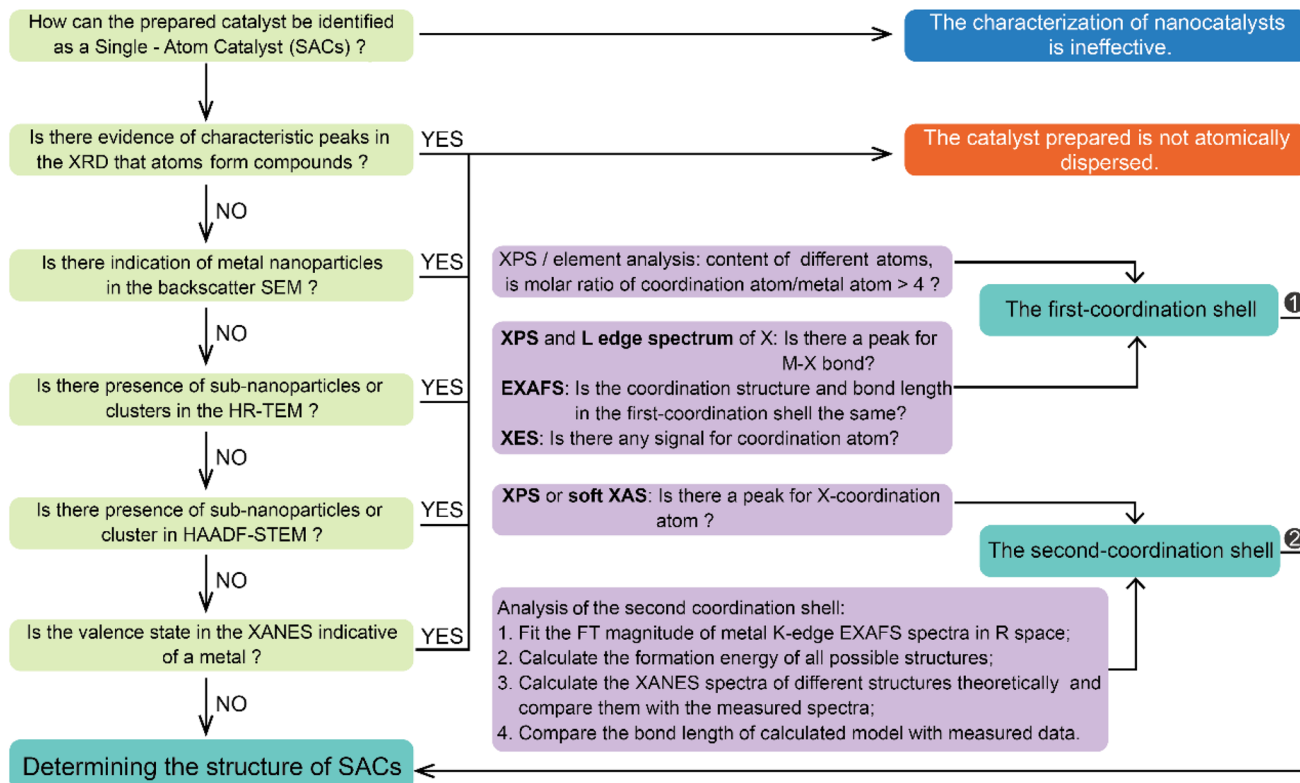 How can the prepared catalyst be identified
as a Single - Atom Catalyst (SACs) ?
The characterization of nanocatalysts
is ineffective.
Is there evidence of characteristic peaks in
the XRD that atoms form compounds ?
YES
The catalyst prepared is not atomically
dispersed.
NO
Is there indication of metal nanoparticles
in the backscatter SEM ?
YES
NO
Is there presence of sub-nanoparticles or
clusters in the HR-TEM ?
YES
NO
Is there presence of sub-nanoparticles or
cluster in HAADF-STEM ?
YES
NO
Is the valence state in the XANES indicative
of a metal ?
YES
NO
Determining the structure of SACs
XPS / element analysis: content of different atoms,
is molar ratio of coordination atom/metal atom > 4 ?
XPS and L edge spectrum of X: Is there a peak for
M-X bond?
EXAFS: Is the coordination structure and bond length
in the first-coordination shell the same?
XES: Is there any signal for coordination atom?
The first-coordination shell
1
XPS or soft XAS: Is there a peak for X-coordination
atom ?
The second-coordination shell
2
Analysis of the second coordination shell:
1. Fit the FT magnitude of metal K-edge EXAFS spectra in R space;
2. Calculate the formation energy of all possible structures;
3. Calculate the XANES spectra of different structures theoretically and
compare them with the measured spectra;
4. Compare the bond length of calculated model with measured data.